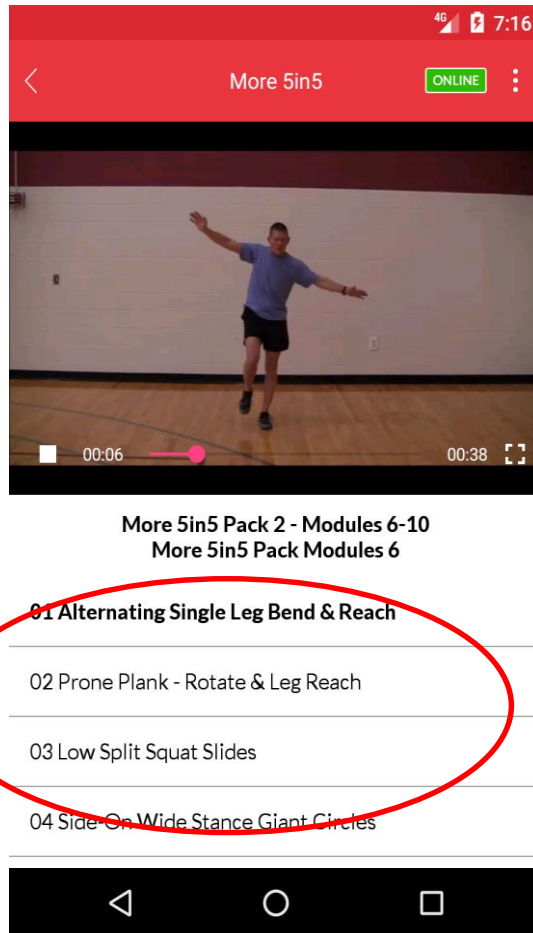 4G 7:16
More 5in5 ONLINE
00:06 00:38
More 5in5 Pack 2 - Modules 6-10
More 5in5 Pack Modules 6
01 Alternating Single Leg Bend & Reach
02 Prone Plank - Rotate & Leg Reach
03 Low Split Squat Slides
04 Side-On Wide Stance Giant Circles